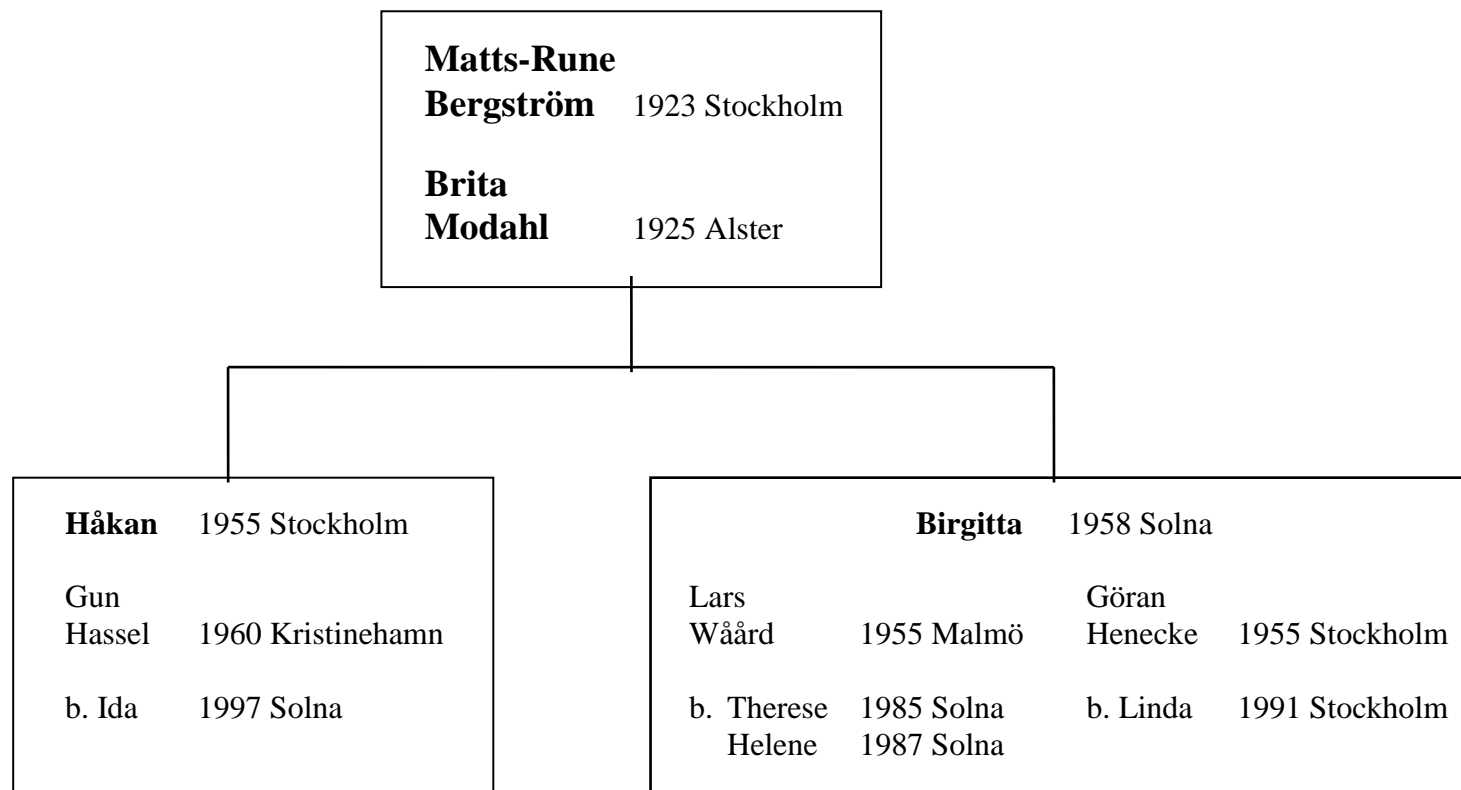 Matts-Rune
Bergström 1923 Stockholm
Brita
Modahl 1925 Alster
Håkan 1955 Stockholm
Gun
Hassel 1960 Kristinehamn
b. Ida 1997 Solna
Birgitta 1958 Solna
Lars
Wåård 1955 Malmö
b. Therese 1985 Solna
Helene 1987 Solna
Göran
Henecke 1955 Stockholm
b. Linda 1991 Stockholm